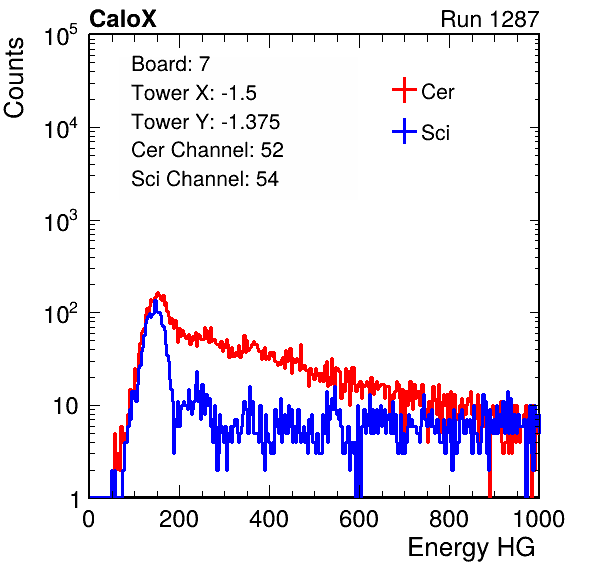 CaloX Run 1287
Counts
Board: 7
Tower X: -1.5
Tower Y: -1.375
Cer Channel: 52
Sci Channel: 54
Cer
Sci
10^5
10^4
10^3
10^2
10
1
0 200 400 600 800 1000
Energy HG